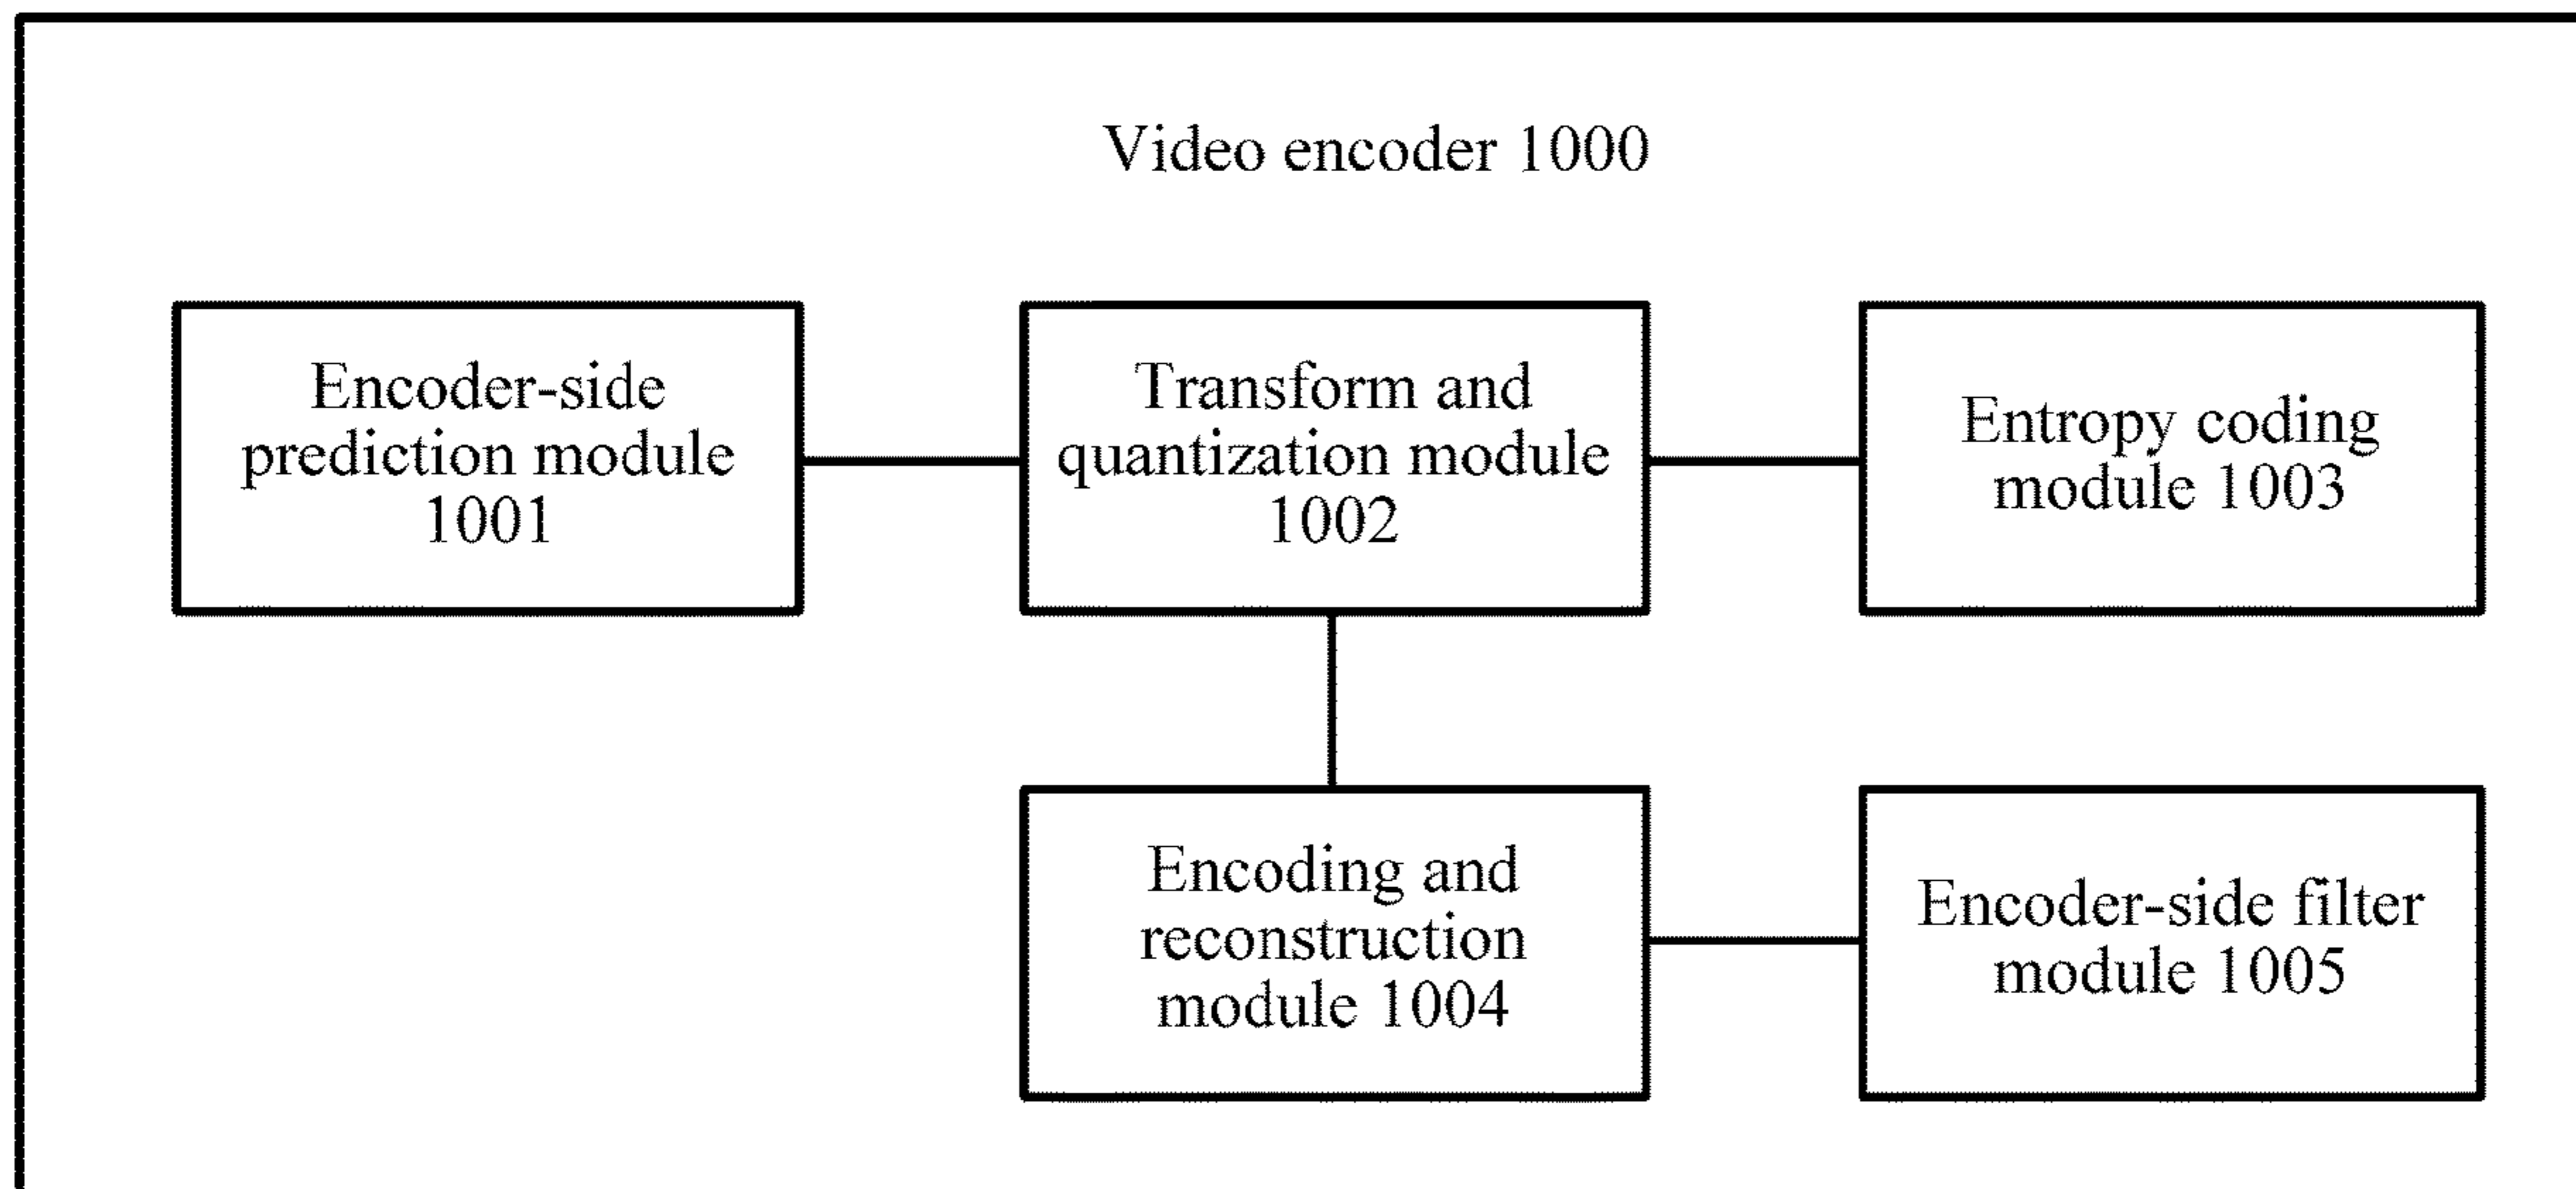 Video encoder 1000
Encoder-side
prediction module
1001
Transform and
quantization module
1002
Entropy coding
module 1003
Encoding and
reconstruction
module 1004
Encoder-side filter
module 1005